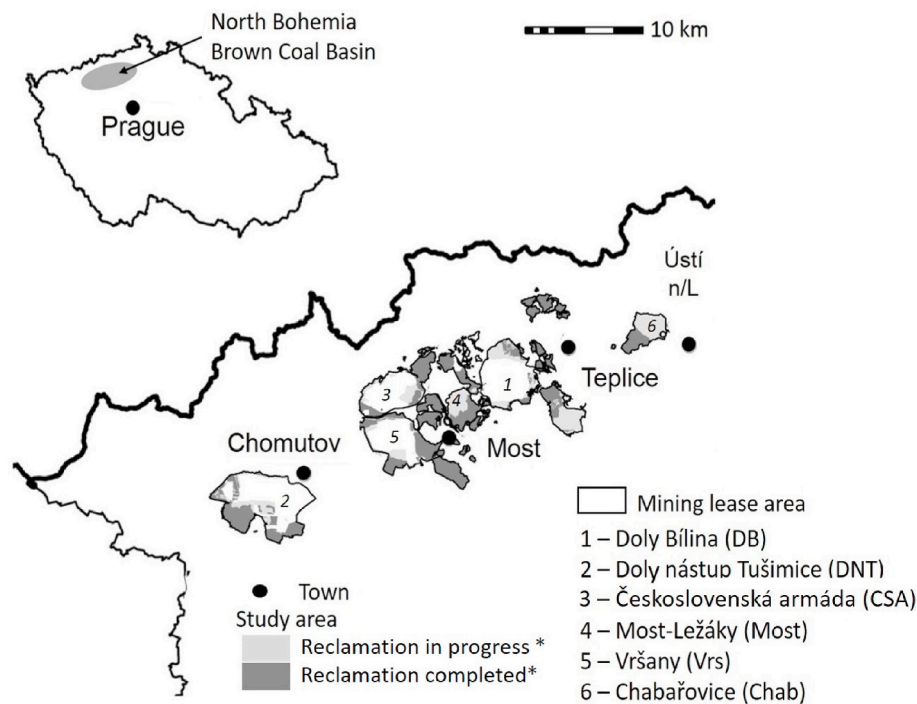 North Bohemia
Brown Coal Basin
10 km
Prague
Ústí
n/L
6
Teplice
1
3
4
5
Most
Chomutov
2
Town
Study area
Reclamation in progress *
Reclamation completed*
Mining lease area
1 – Doly Bílina (DB)
2 – Doly nástup Tušimice (DNT)
3 – Československá armáda (CSA)
4 – Most-Ležáky (Most)
5 – Vršany (Vrs)
6 – Chabařovice (Chab)